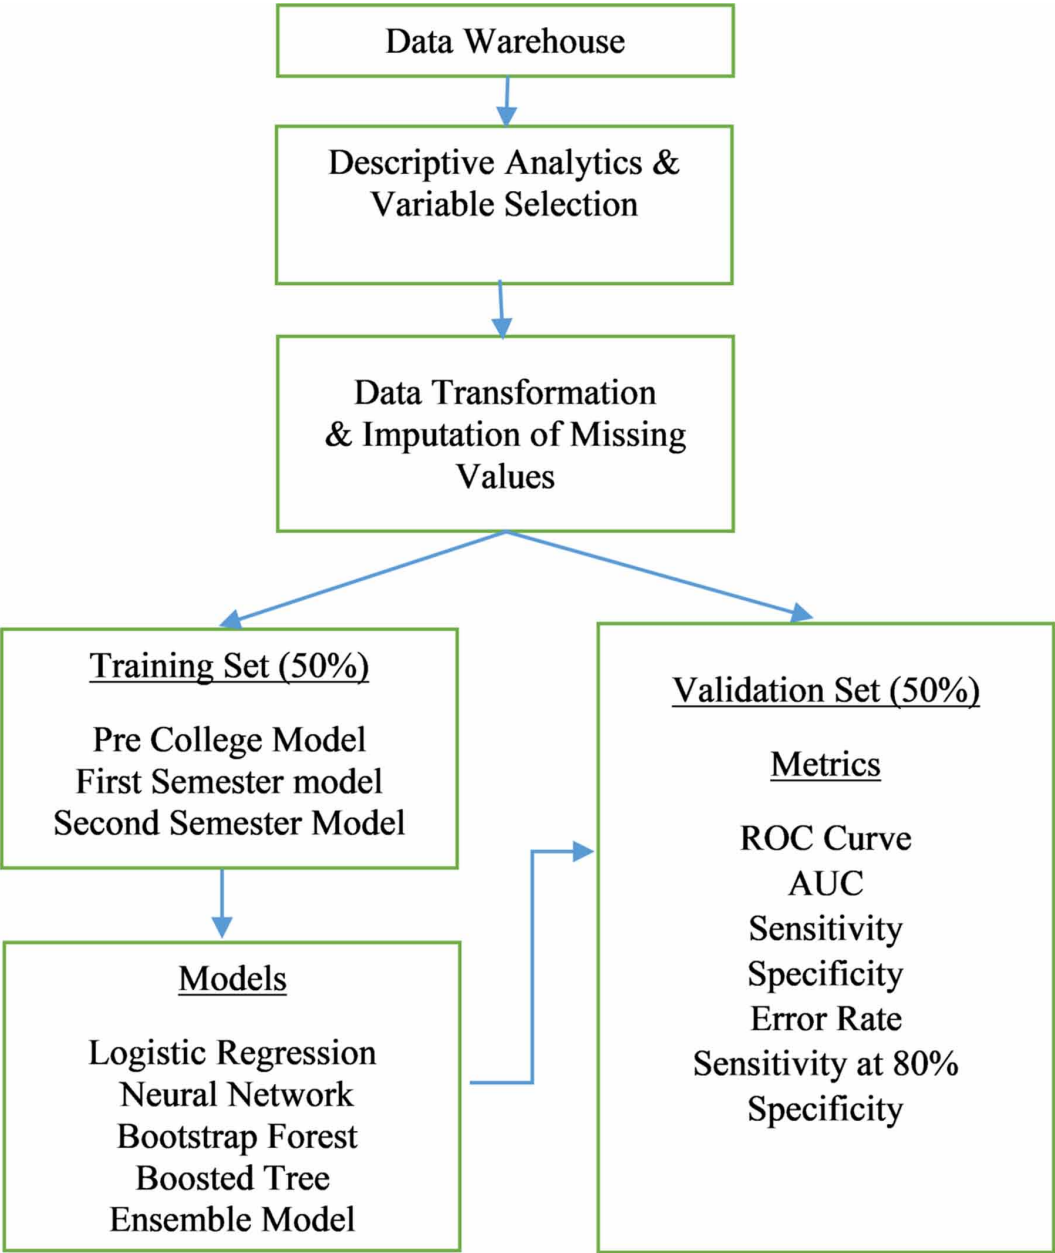 Data Warehouse
Descriptive Analytics &
Variable Selection
Data Transformation
& Imputation of Missing
Values
Training Set (50%)
Pre College Model
First Semester model
Second Semester Model
Models
Logistic Regression
Neural Network
Bootstrap Forest
Boosted Tree
Ensemble Model
Validation Set (50%)
Metrics
ROC Curve
AUC
Sensitivity
Specificity
Error Rate
Sensitivity at 80%
Specificity